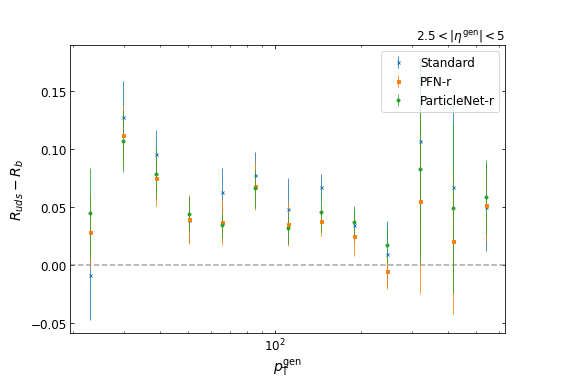 2.5 < |η^gen| < 5
Standard
PFN-r
ParticleNet-r
0.15
0.10
0.05
0.00
−0.05
R_uds − R_b
10^2
p_T^gen